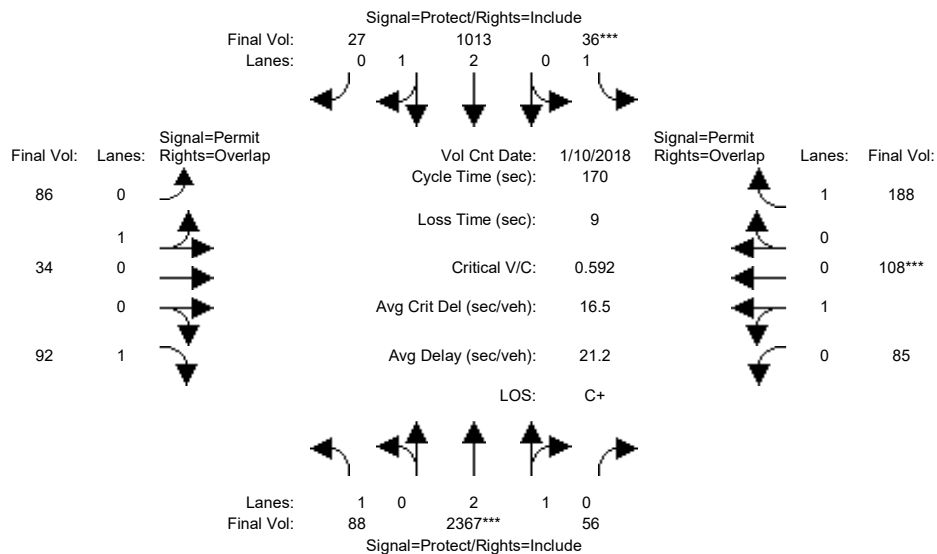 Signal=Protect/Rights=Include
Final Vol: 27 1013 36***
Lanes: 0 1 2 0 1
Signal=Permit Signal=Permit
Final Vol: Lanes: Rights=Overlap Vol Cnt Date: 1/10/2018 Rights=Overlap Lanes: Final Vol:
Cycle Time (sec): 170
86 0 1 188
Loss Time (sec): 9
1 0
34 0 Critical V/C: 0.592 0 108***
0 Avg Crit Del (sec/veh): 16.5 1
92 1 Avg Delay (sec/veh): 21.2 0 85
LOS: C+
Lanes: 1 0 2 1 0
Final Vol: 88 2367*** 56
Signal=Protect/Rights=Include